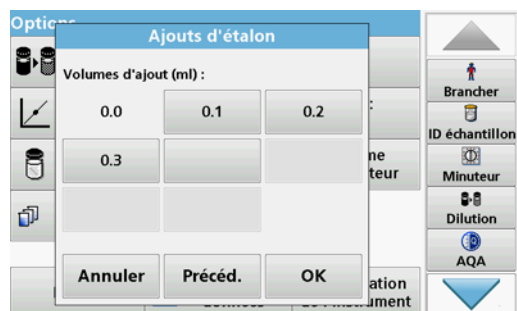 Options
Ajouts d'étalon
Volumes d'ajout (ml) :
0.0 0.1 0.2
0.3
Annuler Précéd. OK
Brancher
ID échantillon
Minuteur
Dilution
AQA